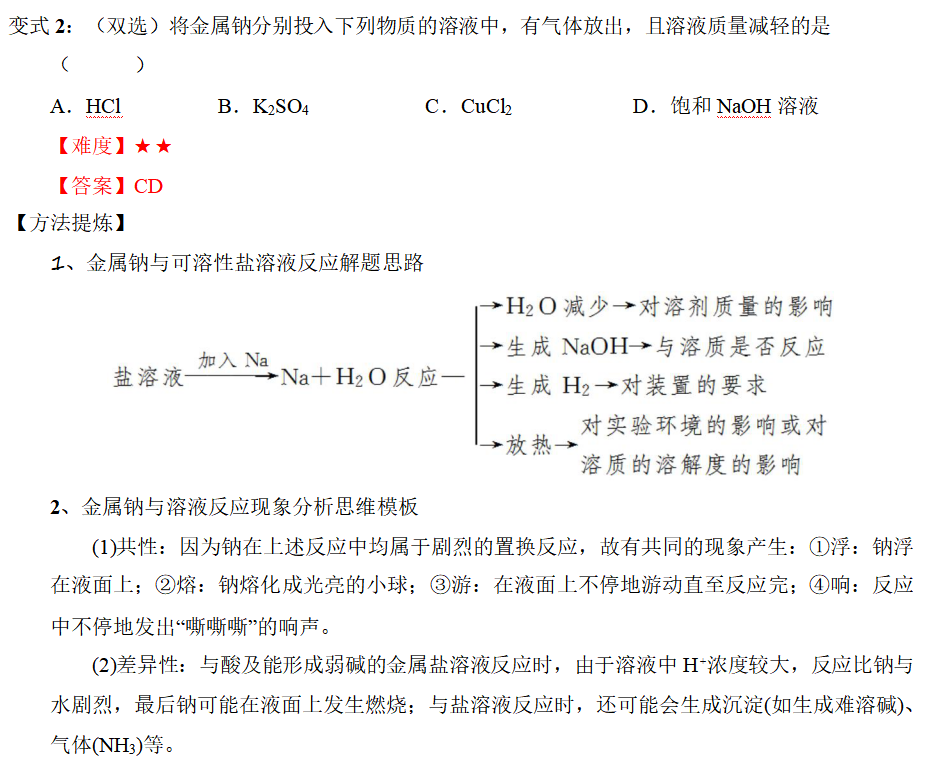 变式 2：（双选）将金属钠分别投入下列物质的溶液中，有气体放出，且溶液质量减轻的是
（　　）
A．HCl　B．K₂SO₄　C．CuCl₂　D．饱和 NaOH 溶液
【难度】★★
【答案】CD
【方法提炼】
1、金属钠与可溶性盐溶液反应解题思路
→H₂O 减少→对溶剂质量的影响
→生成 NaOH→与溶质是否反应
盐溶液 加入 Na →Na＋H₂O 反应—
→生成 H₂→对装置的要求
→放热→对实验环境的影响或对
溶质的溶解度的影响
2、金属钠与溶液反应现象分析思维模板
(1)共性：因为钠在上述反应中均属于剧烈的置换反应，故有共同的现象产生：①浮：钠浮
在液面上；②熔：钠熔化成光亮的小球；③游：在液面上不停地游动直至反应完；④响：反应
中不停地发出“嘶嘶嘶”的响声。
(2)差异性：与酸及能形成弱碱的金属盐溶液反应时，由于溶液中 H⁺浓度较大，反应比钠与
水剧烈，最后钠可能在液面上发生燃烧；与盐溶液反应时，还可能会生成沉淀(如生成难溶碱)、
气体(NH₃)等。